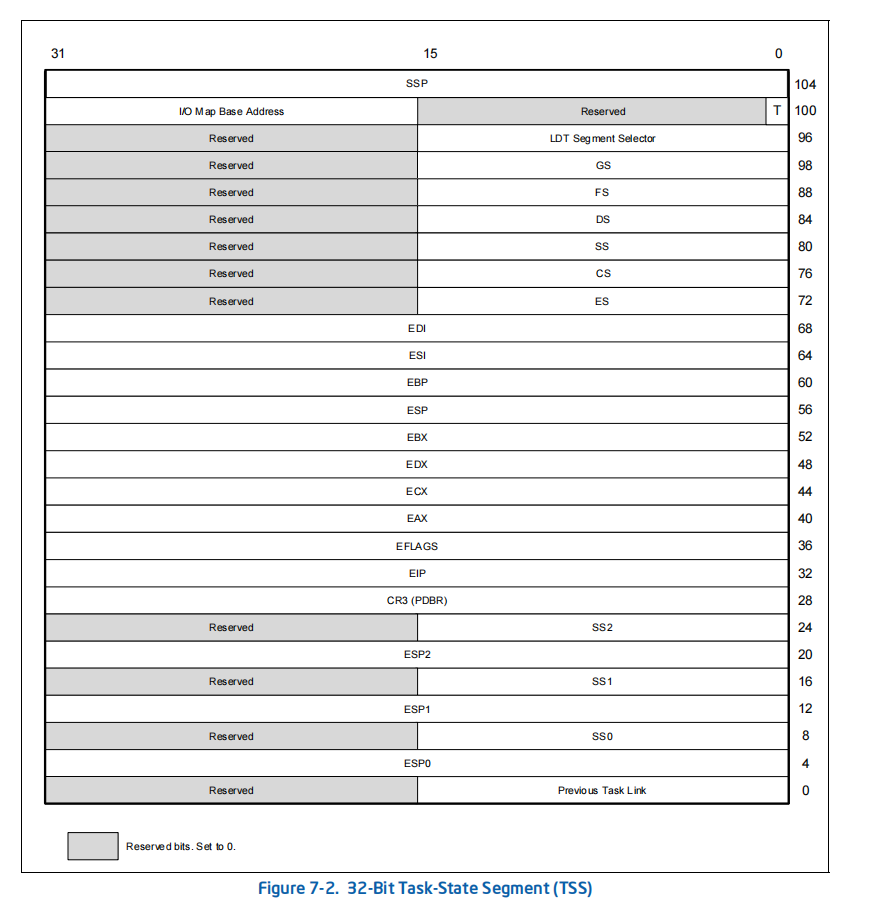 31 15 0
SSP 104
I/O Map Base Address Reserved T 100
Reserved LDT Segment Selector 96
Reserved GS 98
Reserved FS 88
Reserved DS 84
Reserved SS 80
Reserved CS 76
Reserved ES 72
EDI 68
ESI 64
EBP 60
ESP 56
EBX 52
EDX 48
ECX 44
EAX 40
EFLAGS 36
EIP 32
CR3 (PDBR) 28
Reserved SS2 24
ESP2 20
Reserved SS1 16
ESP1 12
Reserved SS0 8
ESP0 4
Reserved Previous Task Link 0
Reserved bits. Set to 0.
Figure 7-2. 32-Bit Task-State Segment (TSS)